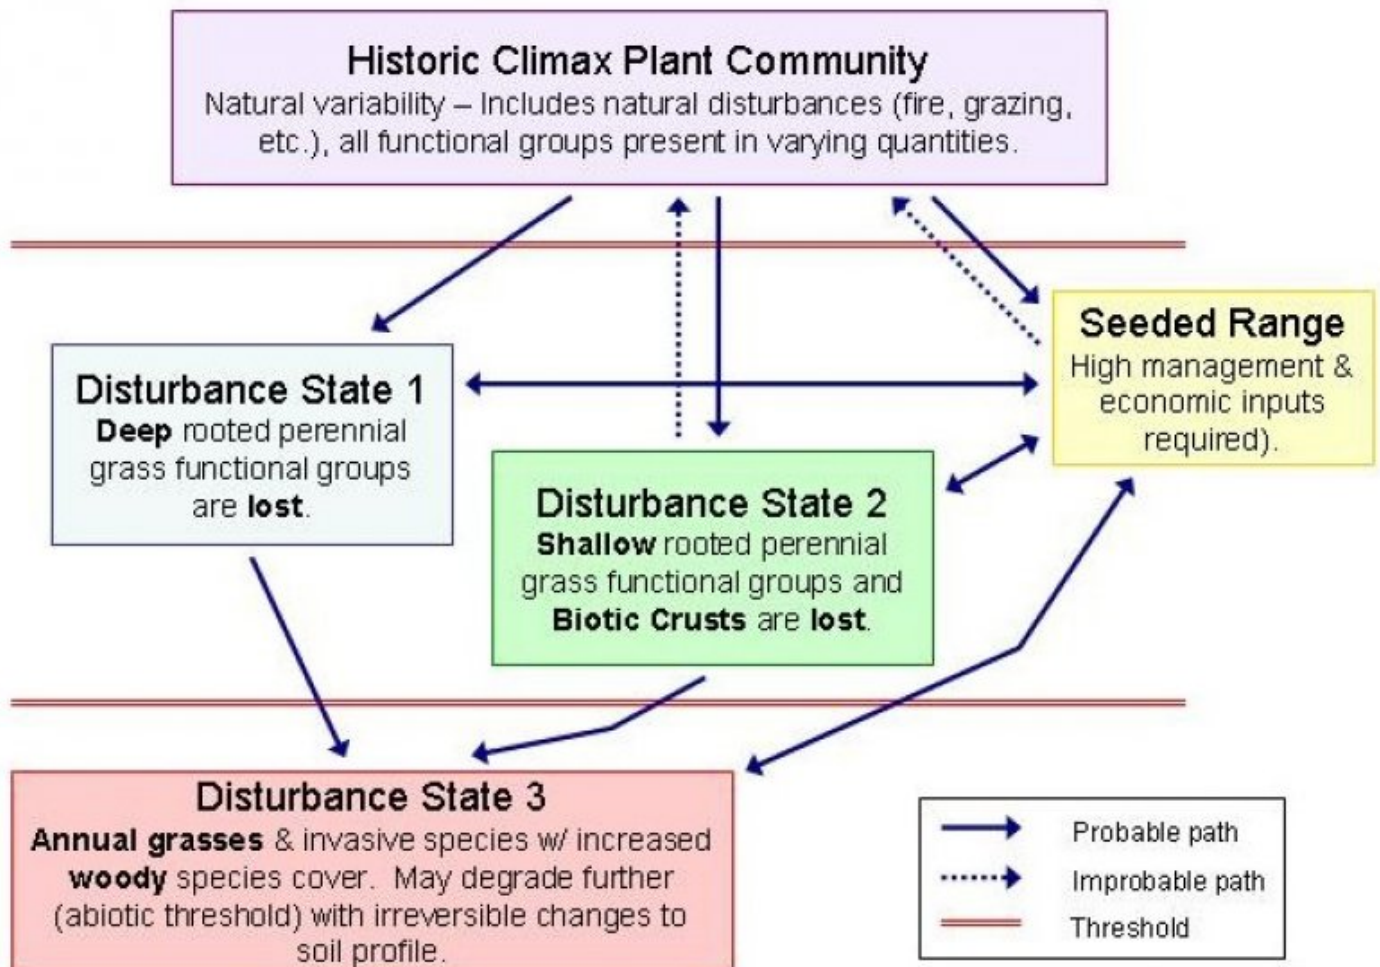 Historic Climax Plant Community
Natural variability – Includes natural disturbances (fire, grazing,
etc.), all functional groups present in varying quantities.
Seeded Range
High management &
economic inputs
required).
Disturbance State 1
Deep rooted perennial
grass functional groups
are lost.
Disturbance State 2
Shallow rooted perennial
grass functional groups and
Biotic Crusts are lost.
Disturbance State 3
Annual grasses & invasive species w/ increased
woody species cover. May degrade further
(abiotic threshold) with irreversible changes to
soil profile.
Probable path
Improbable path
Threshold